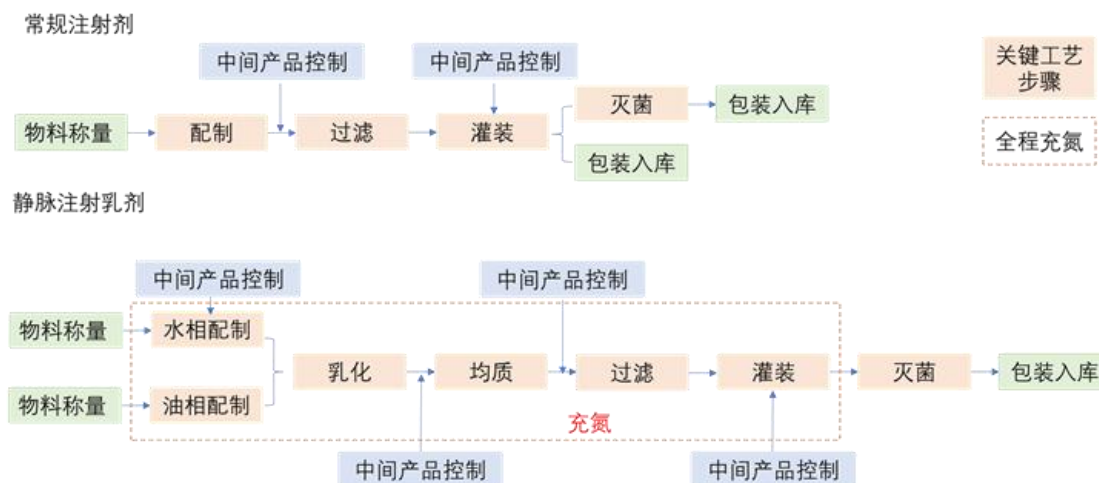 常规注射剂
中间产品控制
中间产品控制
关键工艺
步骤
灭菌
包装入库
物料称量
配制
过滤
灌装
全程充氮
包装入库
静脉注射乳剂
中间产品控制
中间产品控制
物料称量
水相配制
乳化
均质
过滤
灌装
灭菌
包装入库
物料称量
油相配制
充氮
中间产品控制
中间产品控制